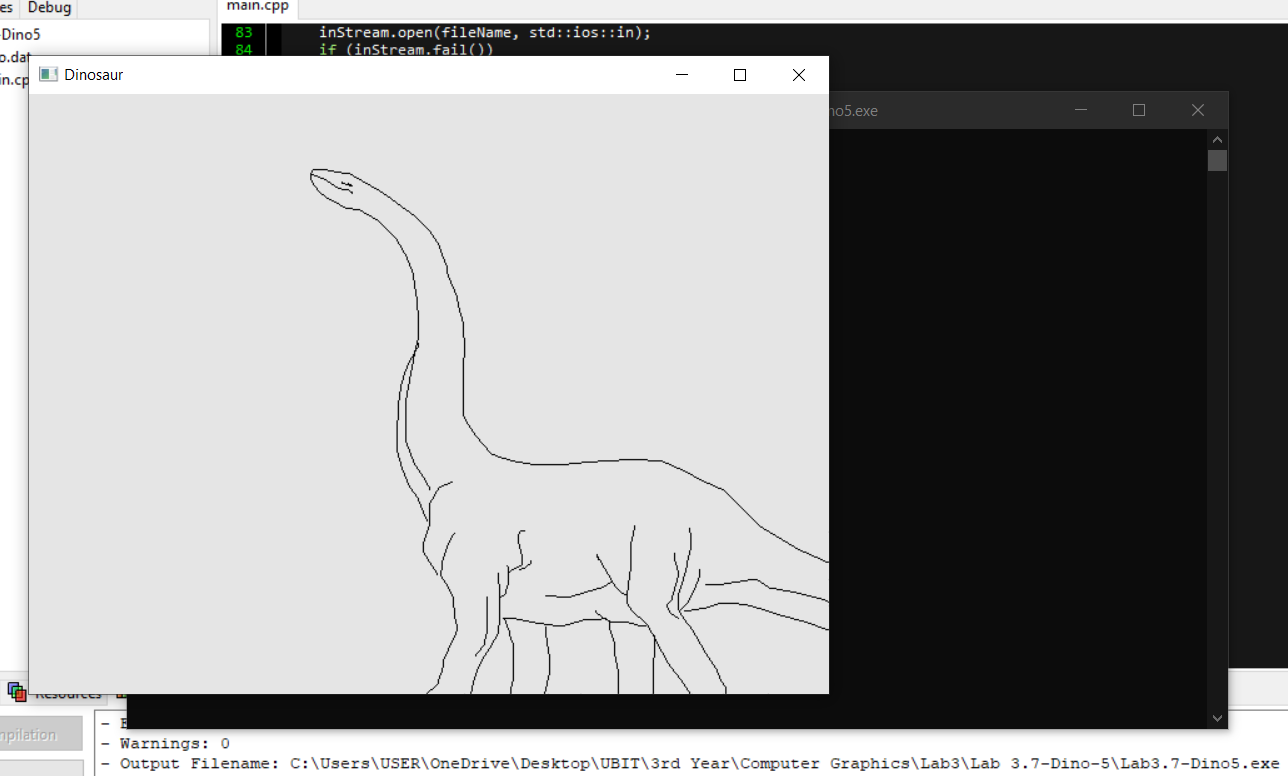 es Debug
main.cpp
-Dino5
83 inStream.open(fileName, std::ios::in);
84 if (inStream.fail())
o.dat
in.cp
Dinosaur
no5.exe
Resources
mpilation
- Warnings: 0
- Output Filename: C:\Users\USER\OneDrive\Desktop\UBIT\3rd Year\Computer Graphics\Lab3\Lab 3.7-Dino-5\Lab3.7-Dino5.exe